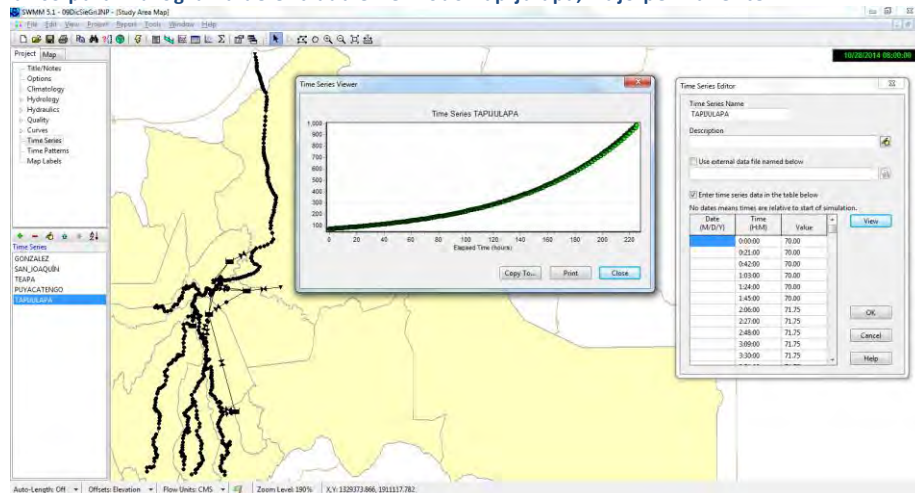 SWMM 5.1 - 09DicSieGri.INP - [Study Area Map]
File Edit View Project Report Tools Window Help
Project Map
Title/Notes
Options
Climatology
Hydrology
Hydraulics
Quality
Curves
Time Series
Time Patterns
Map Labels
Time Series
GONZALEZ
SAN_JOAQUÍN
TEAPA
PUYACATENGO
TAPIJULAPA
10/28/2014 08:00:00
Time Series Viewer
Time Series TAPIJULAPA
1,000
900
800
700
600
500
400
300
200
100
0 20 40 60 80 100 120 140 160 180 200 220
Elapsed Time (hours)
Copy To... Print Close
Time Series Editor
Time Series Name
TAPIJULAPA
Description
Use external data file named below
Enter time series data in the table below
No dates means times are relative to start of simulation.
Date (M/D/Y) Time (H:M) Value
View
0:00:00 70.00
0:21:00 70.00
0:42:00 70.00
1:03:00 70.00
1:24:00 70.00
1:45:00 70.00
2:06:00 71.75
2:27:00 71.75
2:48:00 71.75
3:09:00 71.75
3:30:00 71.75
OK
Cancel
Help
Auto-Length: Off Offsets: Elevation Flow Units: CMS Zoom Level: 190% X,Y: 1329373.866, 1911137.782